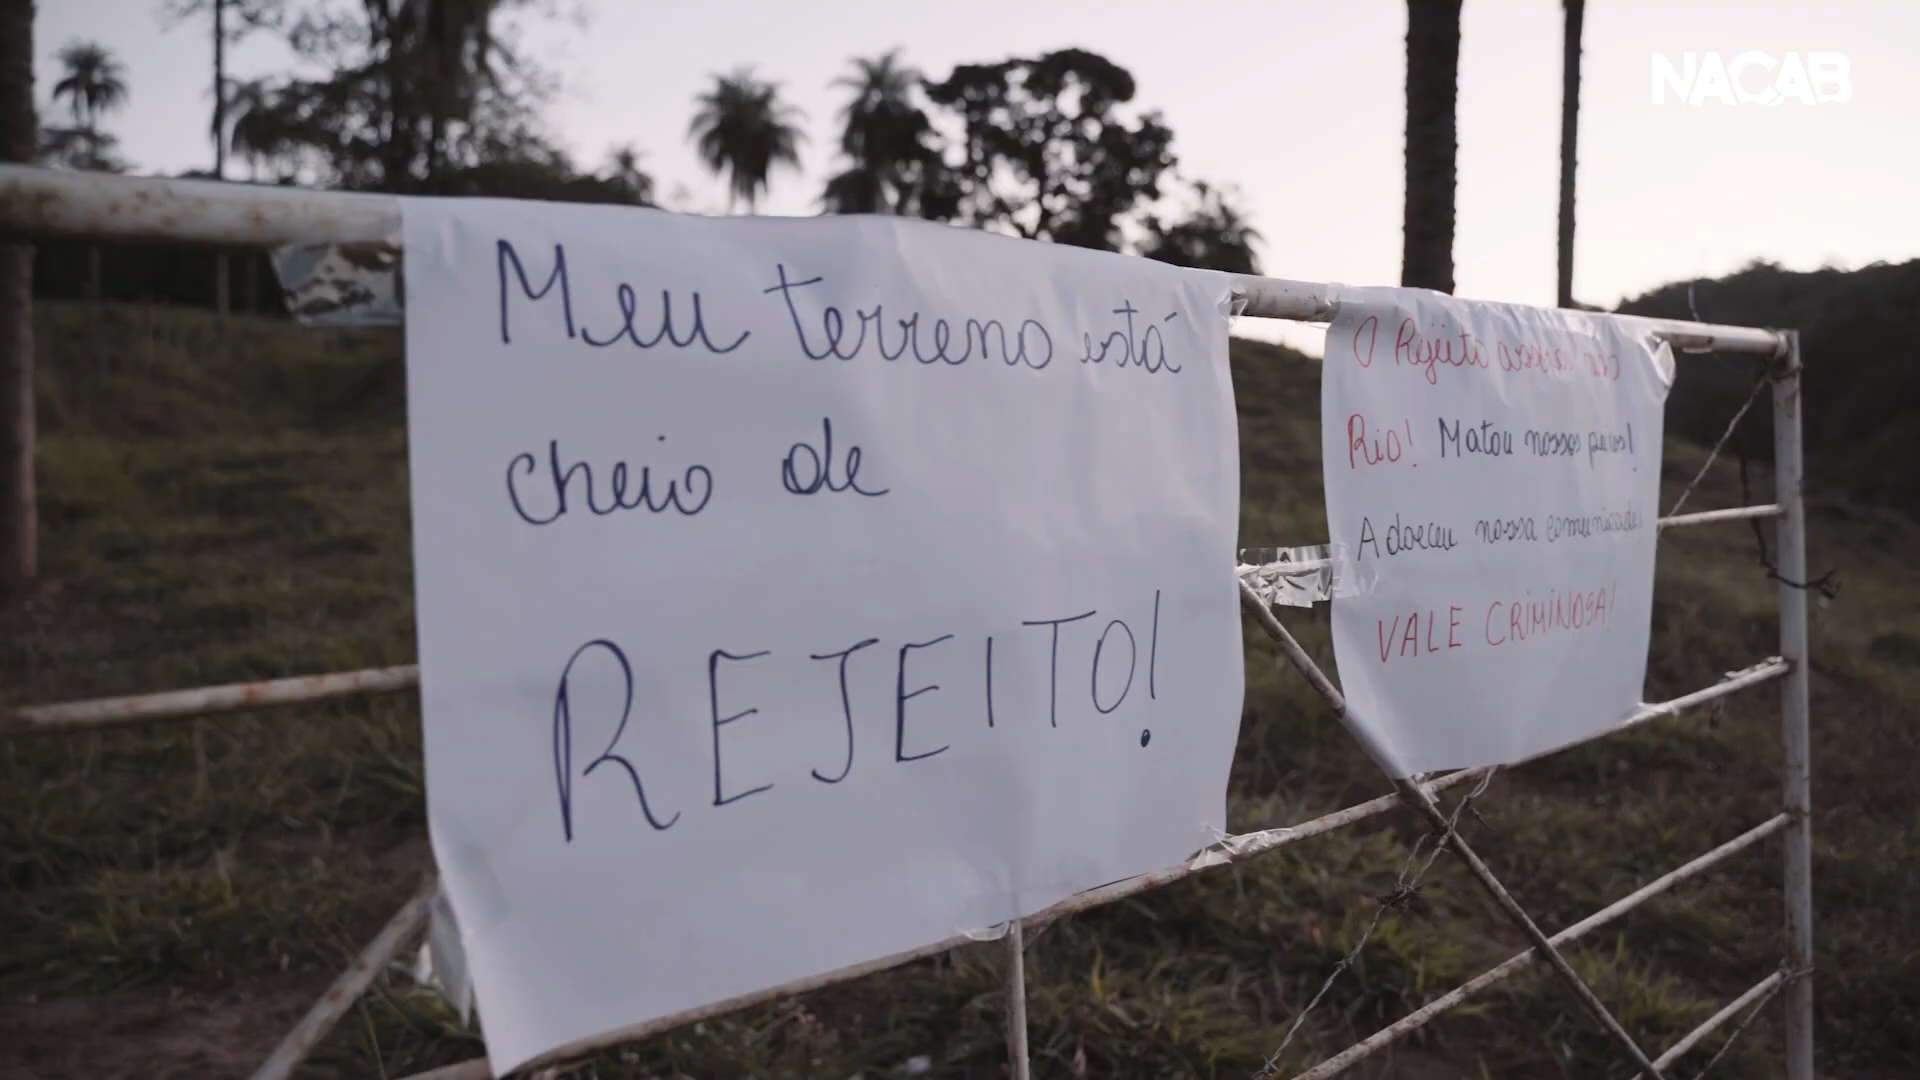 NACAB
Meu terreno está
cheio de
REJEITO!
O Rejeito
Rio! Matou nossos peixes!
Adoeceu nossa comunidade!
VALE CRIMINOSA!